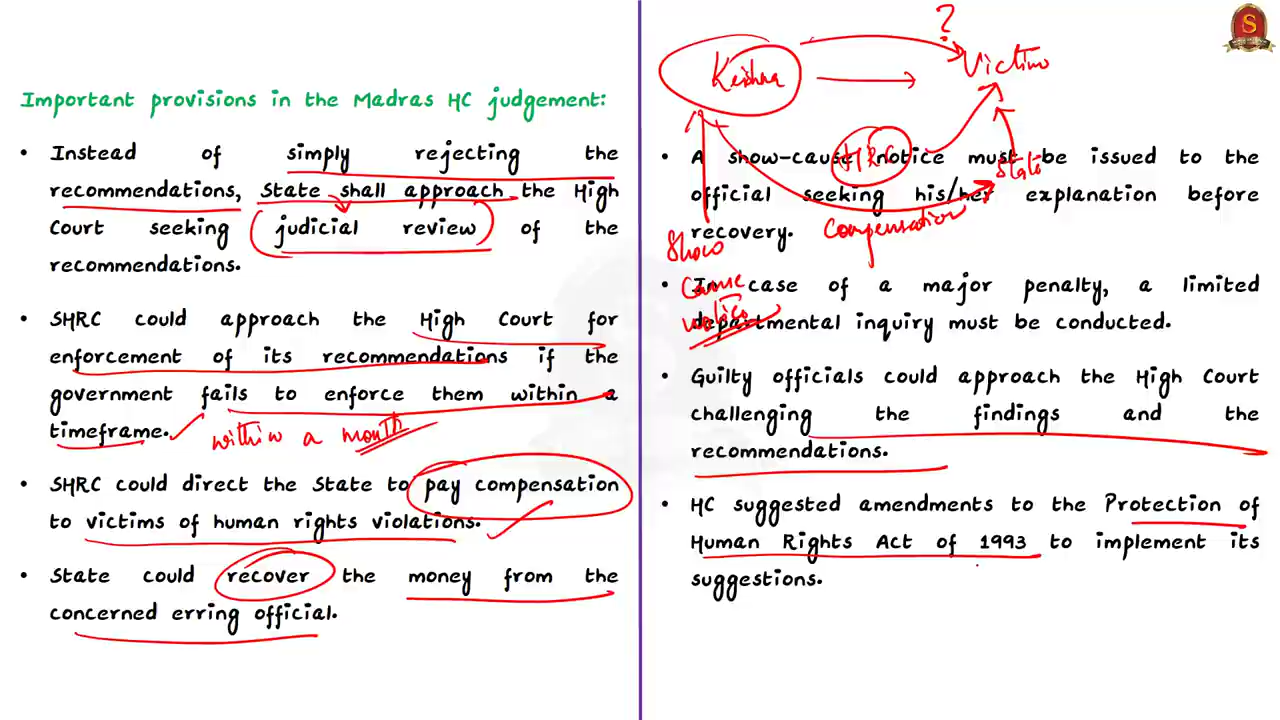 Important provisions in the Madras HC judgement:
• Instead of simply rejecting the
recommendations, State shall approach the High
Court seeking judicial review of the
recommendations.
• SHRC could approach the High Court for
enforcement of its recommendations if the
government fails to enforce them within a
timeframe.
within a month
• SHRC could direct the State to pay compensation
to victims of human rights violations.
• State could recover the money from the
concerned erring official.
S
?
Krishna
Victim
HRC
State
Compensation
Show
Cause
notice
• A show-cause notice must be issued to the
official seeking his/her explanation before
recovery.
• In case of a major penalty, a limited
departmental inquiry must be conducted.
• Guilty officials could approach the High Court
challenging the findings and the
recommendations.
• HC suggested amendments to the Protection of
Human Rights Act of 1993 to implement its
suggestions.